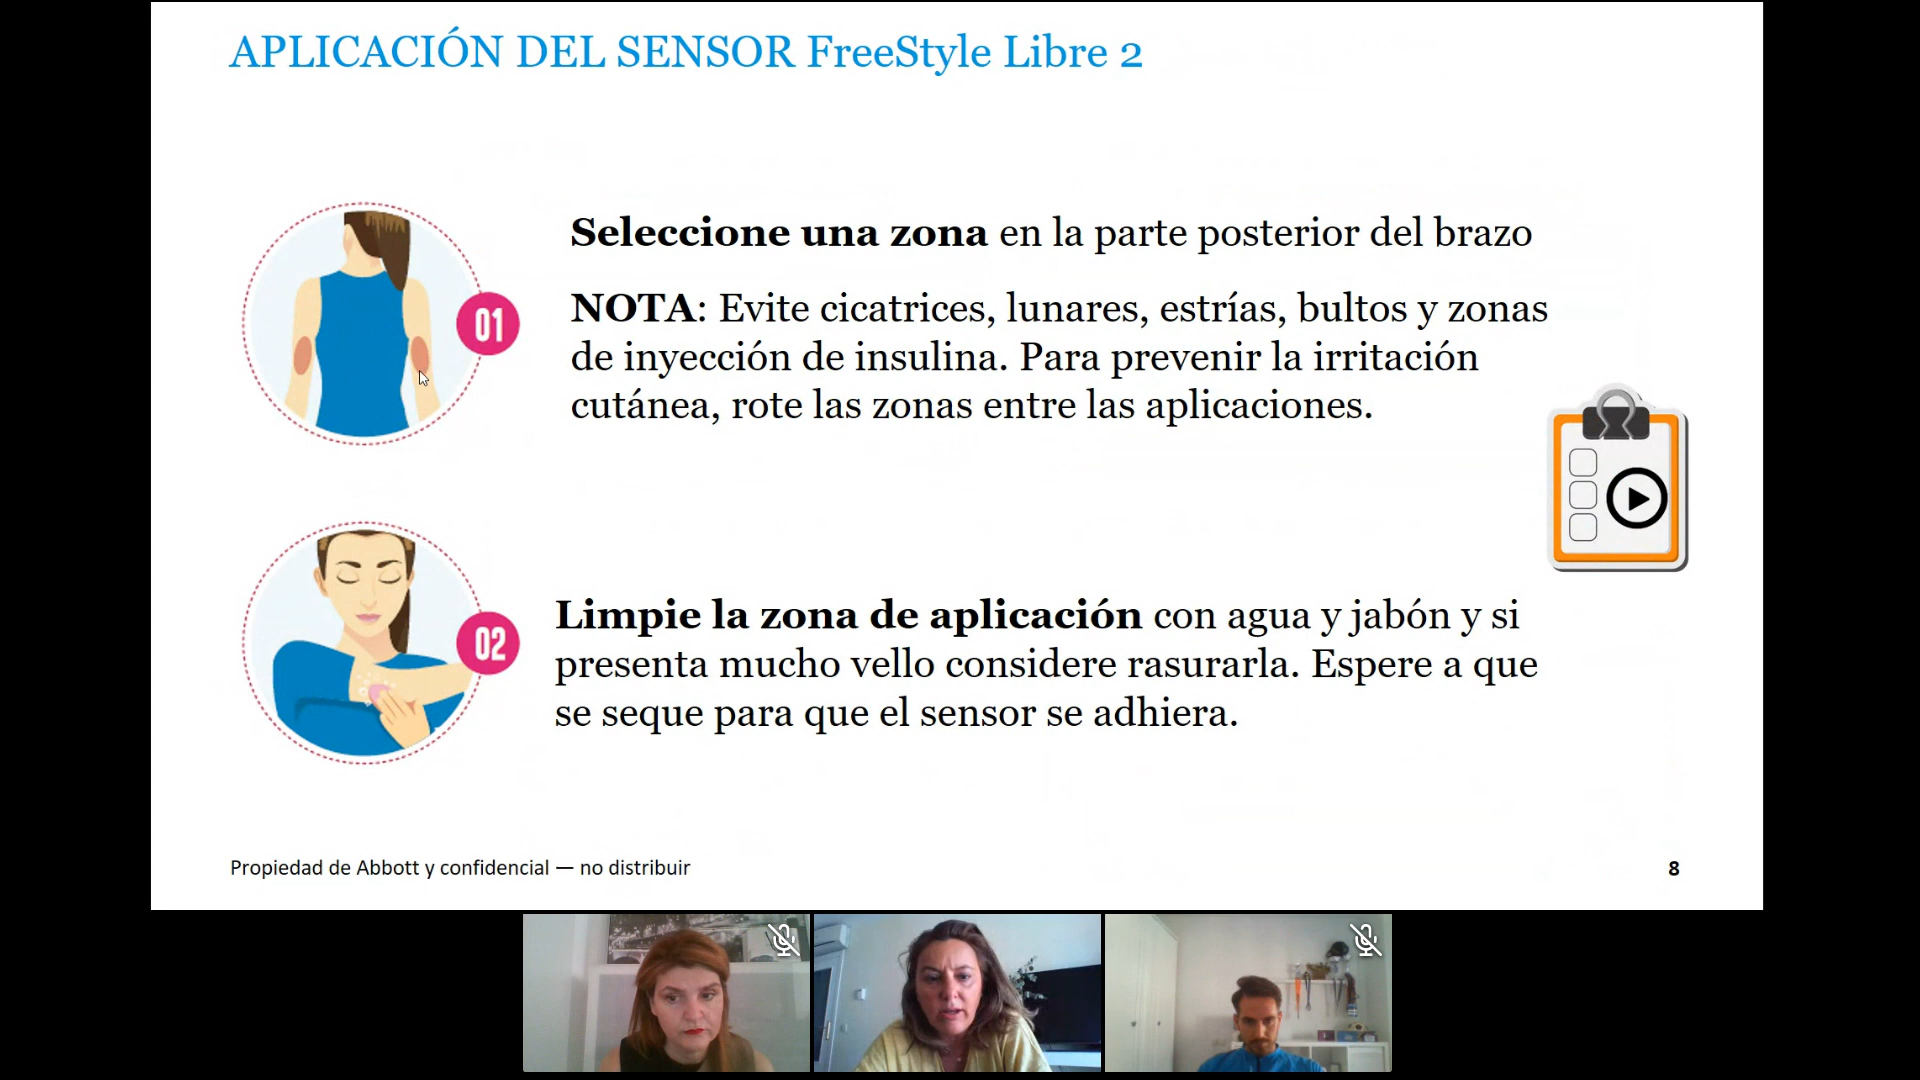 APLICACIÓN DEL SENSOR FreeStyle Libre 2
01
Seleccione una zona en la parte posterior del brazo
NOTA: Evite cicatrices, lunares, estrías, bultos y zonas
de inyección de insulina. Para prevenir la irritación
cutánea, rote las zonas entre las aplicaciones.
02
Limpie la zona de aplicación con agua y jabón y si
presenta mucho vello considere rasurarla. Espere a que
se seque para que el sensor se adhiera.
Propiedad de Abbott y confidencial — no distribuir
8